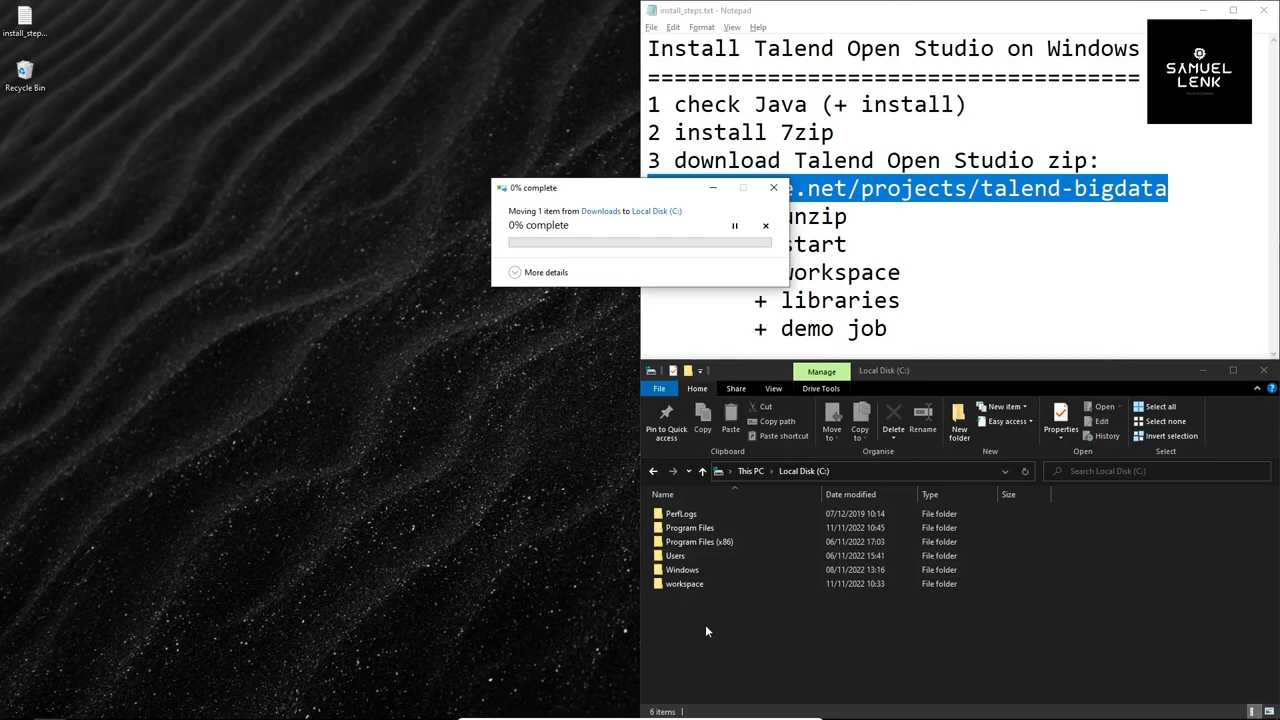 install_step...
Recycle Bin
install_steps.txt - Notepad
File Edit Format View Help
Install Talend Open Studio on Windows
=====================================
1 check Java (+ install)
2 install 7zip
3 download Talend Open Studio zip:
e.net/projects/talend-bigdata
unzip
start
workspace
+ libraries
+ demo job
SAMUEL
LENK
0% complete
Moving 1 item from Downloads to Local Disk (C:)
0% complete
More details
Manage
Local Disk (C:)
File Home Share View Drive Tools
Pin to Quick access
Copy
Paste
Cut
Copy path
Paste shortcut
Move to
Copy to
Delete
Rename
New folder
New item
Easy access
Properties
Open
Edit
History
Select all
Select none
Invert selection
Clipboard
Organise
New
Open
Select
This PC
Local Disk (C:)
Search Local Disk (C:)
Name Date modified Type Size
PerfLogs 07/12/2019 10:14 File folder
Program Files 11/11/2022 10:45 File folder
Program Files (x86) 06/11/2022 17:03 File folder
Users 06/11/2022 15:41 File folder
Windows 08/11/2022 13:16 File folder
workspace 11/11/2022 10:33 File folder
6 items